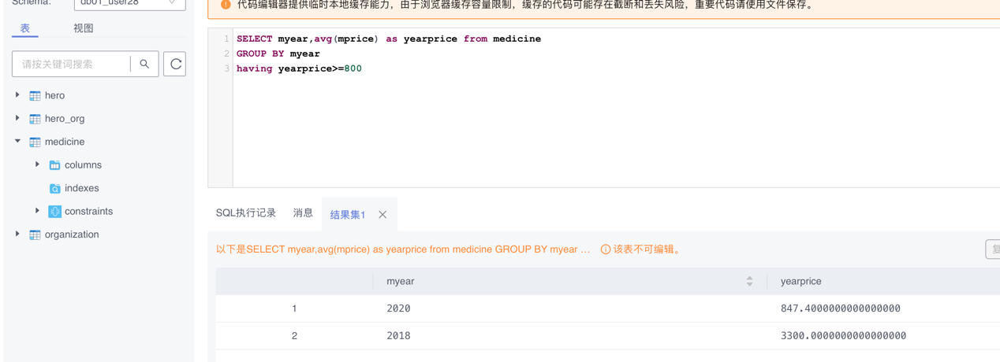 Schema:
db01_user28
代码编辑器提供临时本地缓存能力，由于浏览器缓存容量限制，缓存的代码可能存在截断和丢失风险，重要代码请使用文件保存。
表
视图
请按关键词搜索
hero
hero_org
medicine
columns
indexes
constraints
organization
1 SELECT myear,avg(mprice) as yearprice from medicine
2 GROUP BY myear
3 having yearprice>=800
SQL执行记录
消息
结果集1
以下是SELECT myear,avg(mprice) as yearprice from medicine GROUP BY myear ...
该表不可编辑。
复
myear yearprice
1 2020 847.4000000000000000
2 2018 3300.0000000000000000